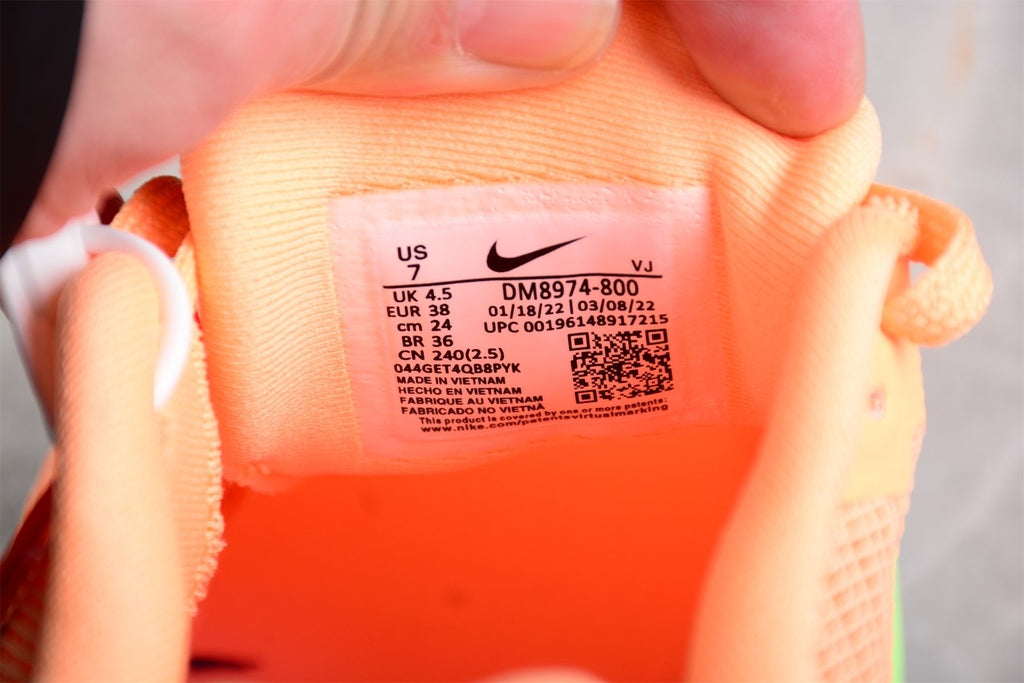 US
7
VJ
UK 4.5
DM8974-800
EUR 38
01/18/22 | 03/08/22
cm 24
UPC 00196148917215
BR 36
CN 240(2.5)
044GET4QB8PYK
MADE IN VIETNAM
HECHO EN VIETNAM
FABRIQUE AU VIETNAM
FABRICADO NO VIETNÃ
This product is covered by one or more patents:
www.nike.com/patentsvirtualmarking